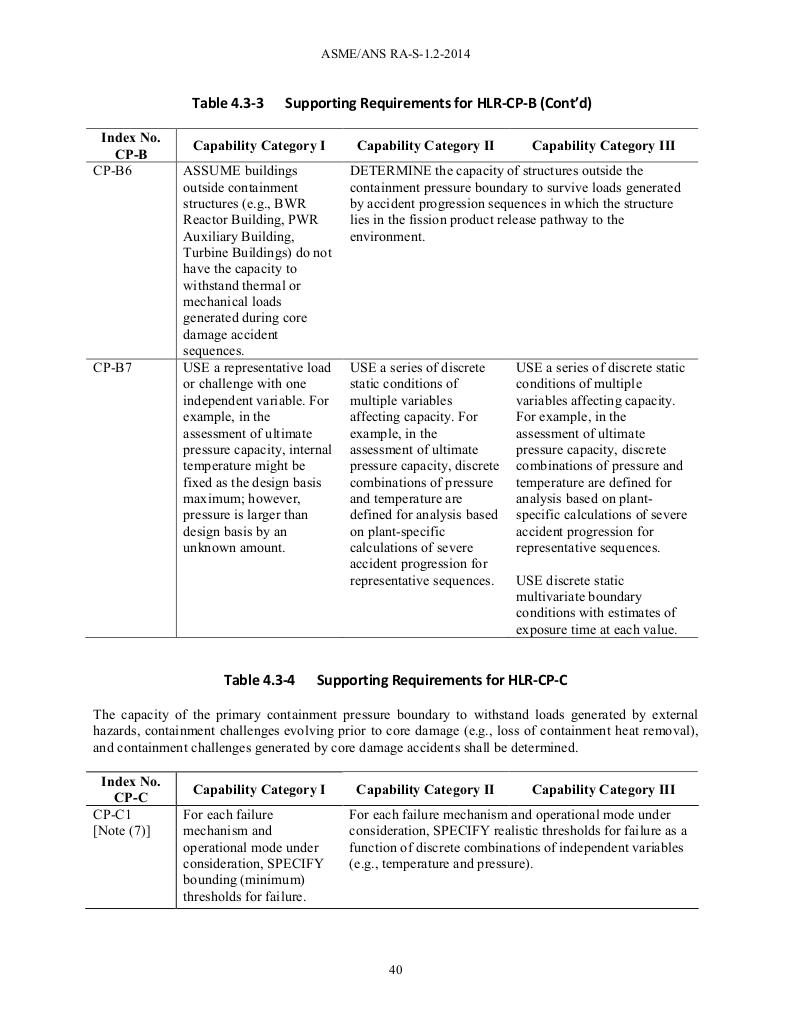 ASME/ANS RA-S-1.2-2014
Table 4.3-3 Supporting Requirements for HLR-CP-B (Cont'd)
Index No.
CP-B
Capability Category I
Capability Category II
Capability Category III
CP-B6
ASSUME buildings
outside containment
structures (e.g., BWR
Reactor Building, PWR
Auxiliary Building,
Turbine Buildings) do not
have the capacity to
withstand thermal or
mechanical loads
generated during core
damage accident
sequences.
DETERMINE the capacity of structures outside the
containment pressure boundary to survive loads generated
by accident progression sequences in which the structure
lies in the fission product release pathway to the
environment.
CP-B7
USE a representative load
or challenge with one
independent variable. For
example, in the
assessment of ultimate
pressure capacity, internal
temperature might be
fixed as the design basis
maximum; however,
pressure is larger than
design basis by an
unknown amount.
USE a series of discrete
static conditions of
multiple variables
affecting capacity. For
example, in the
assessment of ultimate
pressure capacity, discrete
combinations of pressure
and temperature are
defined for analysis based
on plant-specific
calculations of severe
accident progression for
representative sequences.
USE a series of discrete static
conditions of multiple
variables affecting capacity.
For example, in the
assessment of ultimate
pressure capacity, discrete
combinations of pressure and
temperature are defined for
analysis based on plant-
specific calculations of severe
accident progression for
representative sequences.
USE discrete static
multivariate boundary
conditions with estimates of
exposure time at each value.
Table 4.3-4 Supporting Requirements for HLR-CP-C
The capacity of the primary containment pressure boundary to withstand loads generated by external
hazards, containment challenges evolving prior to core damage (e.g., loss of containment heat removal),
and containment challenges generated by core damage accidents shall be determined.
Index No.
CP-C
Capability Category I
Capability Category II
Capability Category III
CP-C1
[Note (7)]
For each failure
mechanism and
operational mode under
consideration, SPECIFY
bounding (minimum)
thresholds for failure.
For each failure mechanism and operational mode under
consideration, SPECIFY realistic thresholds for failure as a
function of discrete combinations of independent variables
(e.g., temperature and pressure).
40